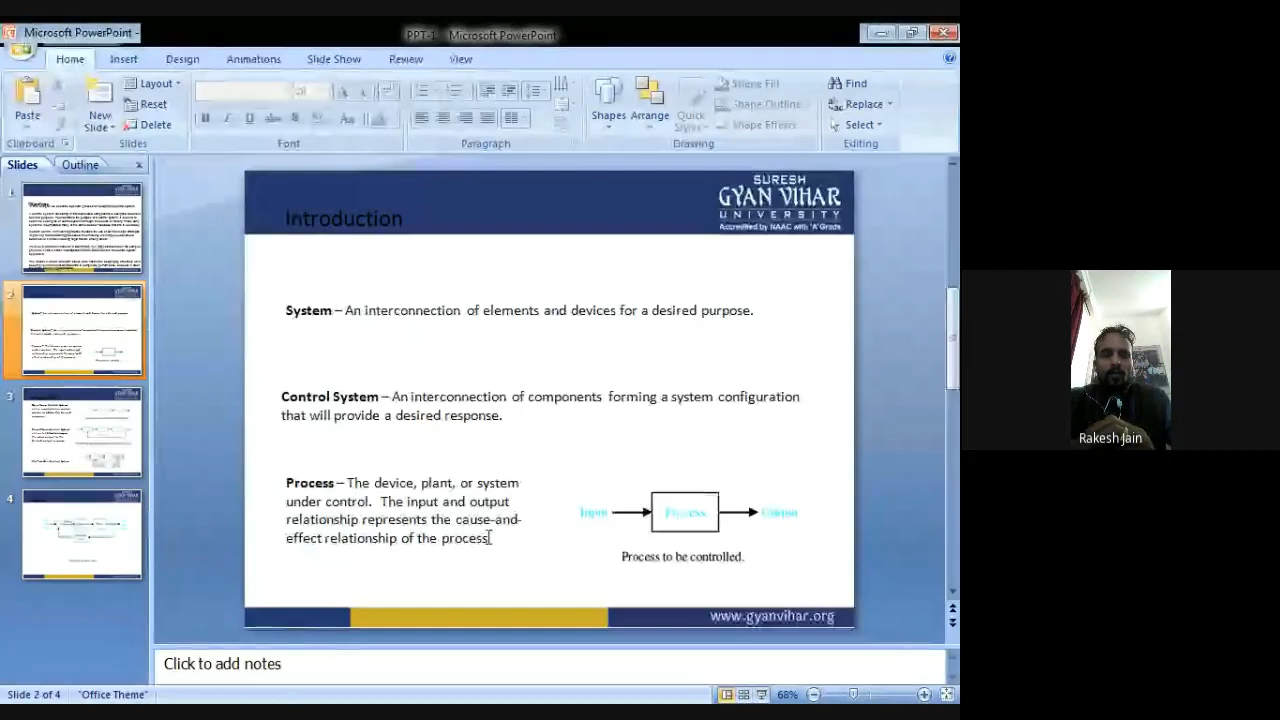 Microsoft PowerPoint -
PPT-1 Microsoft PowerPoint
Home Insert Design Animations Slide Show Review View
Paste
Clipboard
New
Slide
Layout
Reset
Delete
Slides
Font
Paragraph
Shapes
Arrange
Quick
Styles
Shape Fill
Shape Outline
Shape Effects
Drawing
Find
Replace
Select
Editing
Slides Outline
1
2
3
4
Introduction
SURESH
GYAN VIHAR
UNIVERSITY
Accredited by NAAC with 'A' Grade
System – An interconnection of elements and devices for a desired purpose.
Control System – An interconnection of components forming a system configuration
that will provide a desired response.
Process – The device, plant, or system
under control. The input and output
relationship represents the cause-and-
effect relationship of the process.
Input Process Output
Process to be controlled.
www.gyanvihar.org
Click to add notes
Slide 2 of 4 "Office Theme" 68%
Rakesh Jain